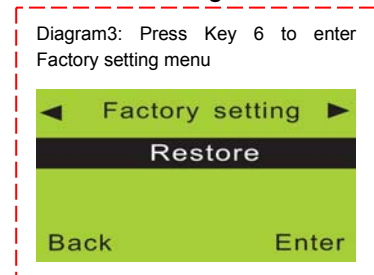 Diagram3: Press Key 6 to enter
Factory setting menu
◄ Factory setting ►
Restore
Back Enter